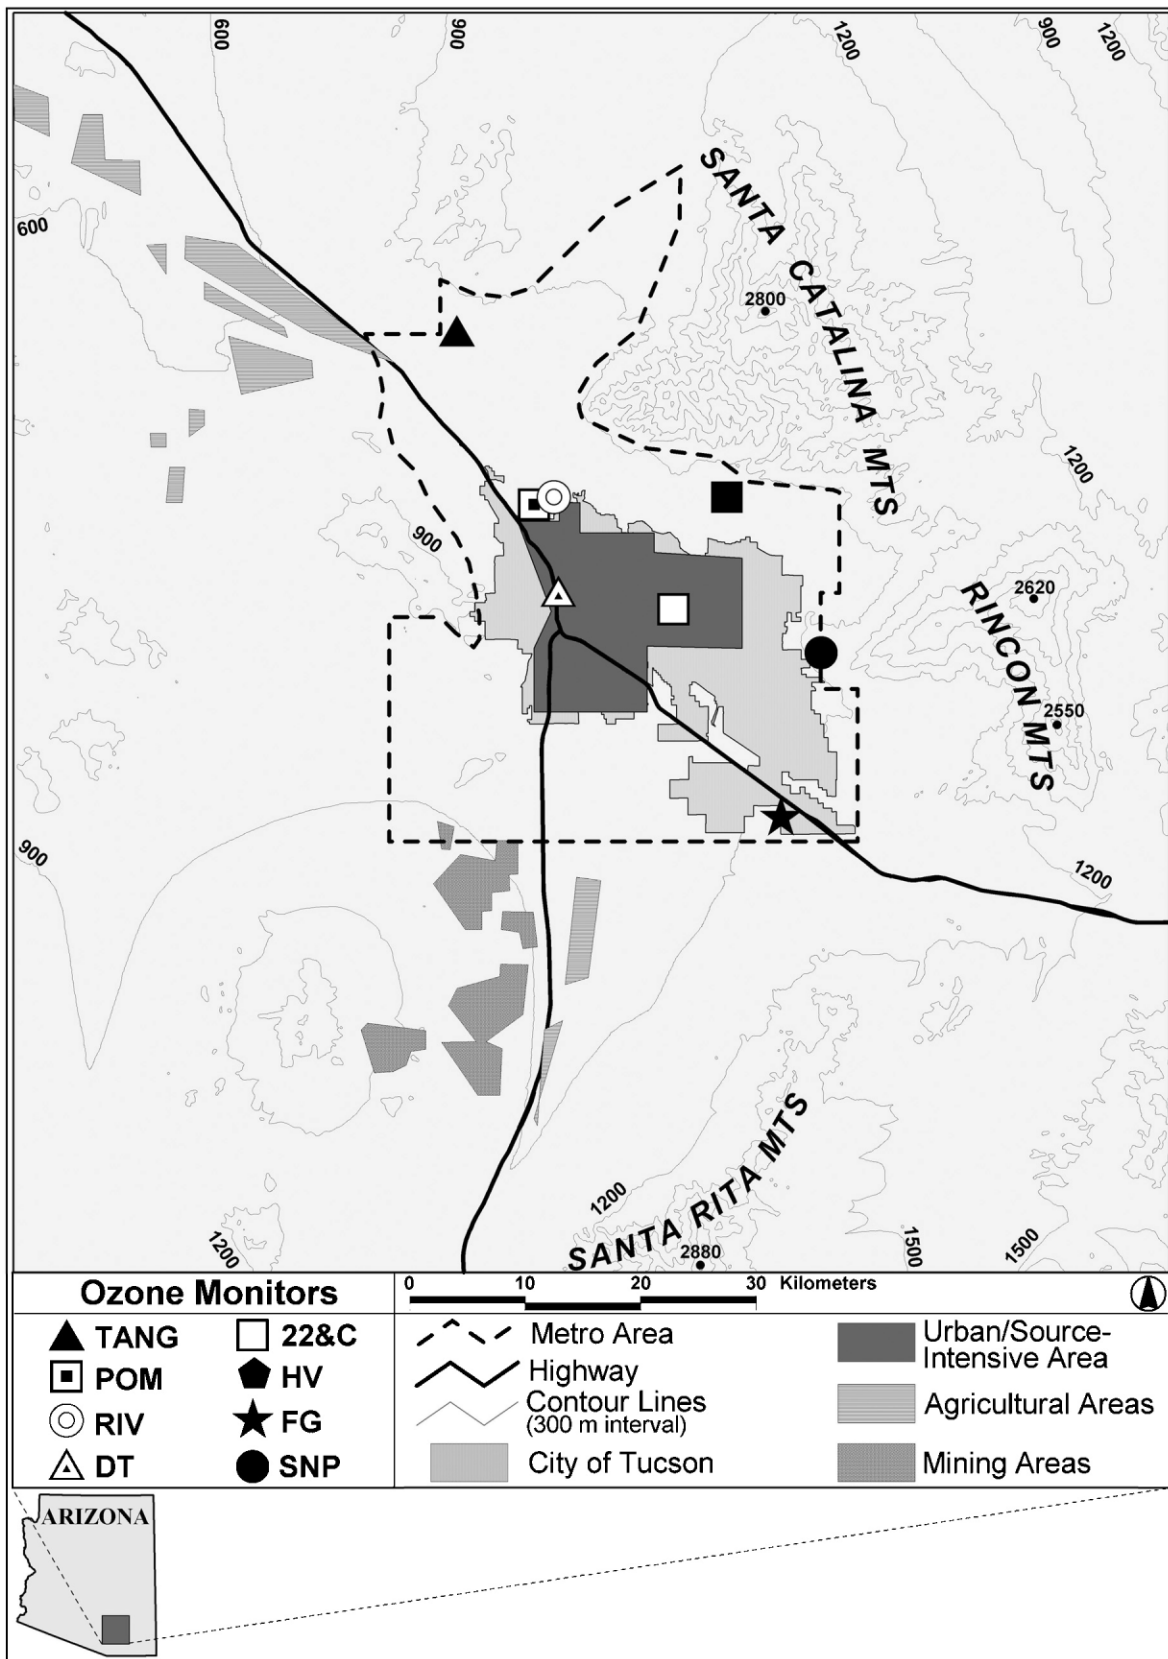 600
900
1200
900
1200
600
SANTA CATALINA MTS
2800
1200
900
2620
RINCON MTS
2550
900
1200
1200
SANTA RITA MTS
2880
1200
1500
1500
Ozone Monitors
TANG
22&C
POM
HV
RIV
FG
DT
SNP
0 10 20 30 Kilometers
Metro Area
Highway
Contour Lines
(300 m interval)
City of Tucson
Urban/Source-
Intensive Area
Agricultural Areas
Mining Areas
ARIZONA